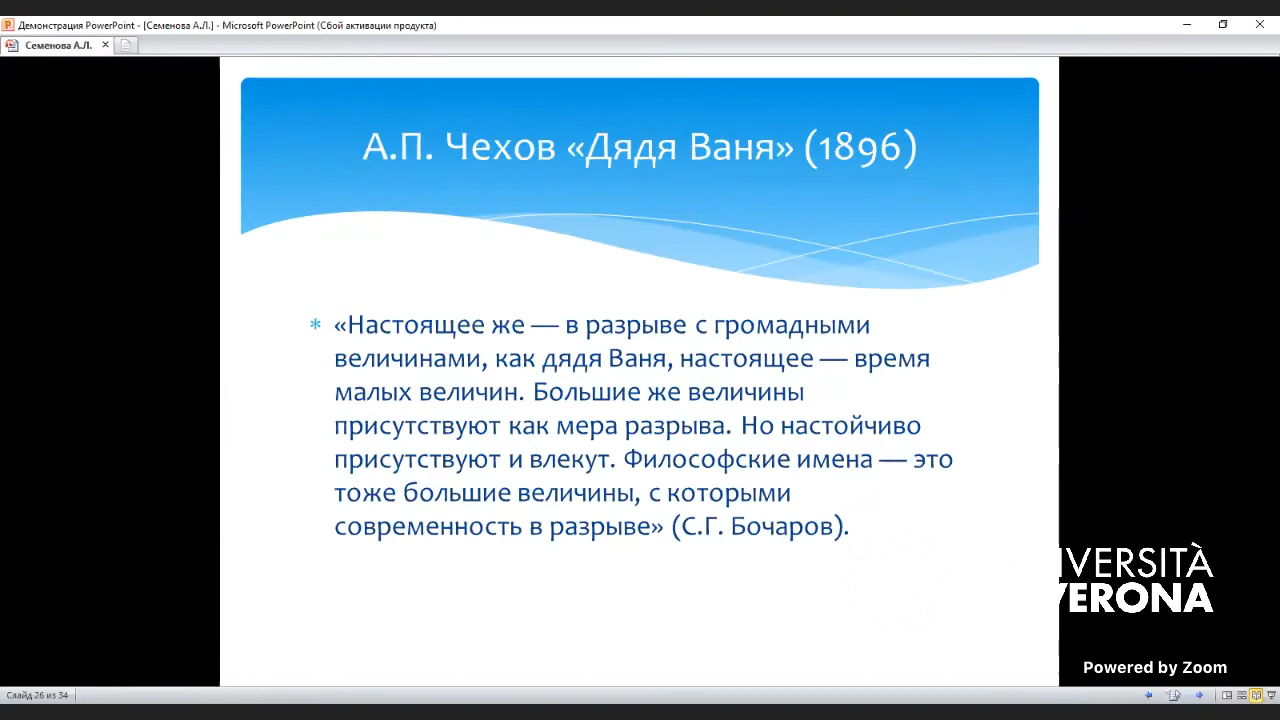 Демонстрация PowerPoint - [Семенова А.Л.] - Microsoft PowerPoint (Сбой активации продукта)
Семенова А.Л.
А.П. Чехов «Дядя Ваня» (1896)
«Настоящее же — в разрыве с громадными
величинами, как дядя Ваня, настоящее — время
малых величин. Большие же величины
присутствуют как мера разрыва. Но настойчиво
присутствуют и влекут. Философские имена — это
тоже большие величины, с которыми
современность в разрыве» (С.Г. Бочаров).
IVERSITÀ
VERONA
Powered by Zoom
Слайд 26 из 34